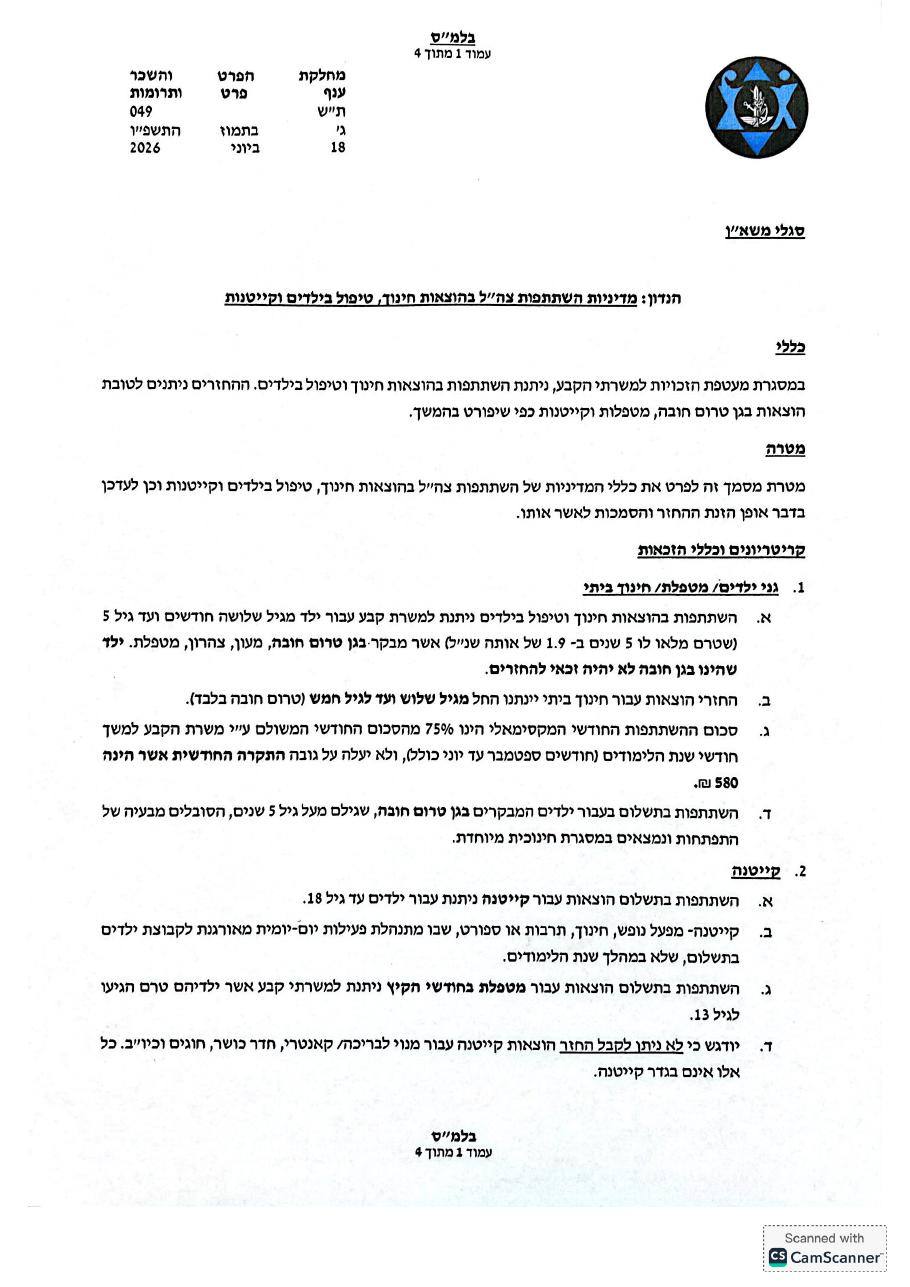 בלמ״ס
עמוד 1 מתוך 4
מחלקת הפרט והשכר
ענף פרט ותרומות
ת״ש 049
ג׳ בתמוז התשפ״ו
18 ביוני 2026
סגלי משא״ן
הנדון: מדיניות השתתפות צה״ל בהוצאות חינוך, טיפול בילדים וקייטנות
כללי
במסגרת מעטפת הזכויות למשרתי הקבע, ניתנת השתתפות בהוצאות חינוך וטיפול בילדים. ההחזרים ניתנים לטובת
הוצאות בגן טרום חובה, מטפלות וקייטנות כפי שיפורט בהמשך.
מטרה
מטרת מסמך זה לפרט את כללי המדיניות של השתתפות צה״ל בהוצאות חינוך, טיפול בילדים וקייטנות וכן לעדכן
בדבר אופן הזנת ההחזר והסמכות לאשר אותו.
קריטריונים וכללי הזכאות
1. גני ילדים/ מטפלת/ חינוך ביתי
א. השתתפות בהוצאות חינוך וטיפול בילדים ניתנת למשרת קבע עבור ילד מגיל שלושה חודשים ועד גיל 5
(שטרם מלאו לו 5 שנים ב- 1.9 של אותה שנ״ל) אשר מבקר בגן טרום חובה, מעון, צהרון, מטפלת. ילד
שהינו בגן חובה לא יהיה זכאי להחזרים.
ב. החזרי הוצאות עבור חינוך ביתי יינתנו החל מגיל שלוש ועד לגיל חמש (טרום חובה בלבד).
ג. סכום ההשתתפות החודשי המקסימאלי הינו 75% מהסכום החודשי המשולם ע״י משרת הקבע למשך
חודשי שנת הלימודים (חודשים ספטמבר עד יוני כולל), ולא יעלה על גובה התקרה החודשית אשר הינה
580 ₪.
ד. השתתפות בתשלום בעבור ילדים המבקרים בגן טרום חובה, שגילם מעל גיל 5 שנים, הסובלים מבעיה של
התפתחות ונמצאים במסגרת חינוכית מיוחדת.
2. קייטנה
א. השתתפות בתשלום הוצאות עבור קייטנה ניתנת עבור ילדים עד גיל 18.
ב. קייטנה- מפעל נופש, חינוך, תרבות או ספורט, שבו מתנהלת פעילות יום-יומית מאורגנת לקבוצת ילדים
בתשלום, שלא במהלך שנת הלימודים.
ג. השתתפות בתשלום הוצאות עבור מטפלת בחודשי הקיץ ניתנת למשרתי קבע אשר ילדיהם טרם הגיעו
לגיל 13.
ד. יודגש כי לא ניתן לקבל החזר הוצאות קייטנה עבור מנוי לבריכה/ קאנטרי, חדר כושר, חוגים וכיו״ב. כל
אלו אינם בגדר קייטנה.
בלמ״ס
עמוד 1 מתוך 4
Scanned with
CS CamScanner